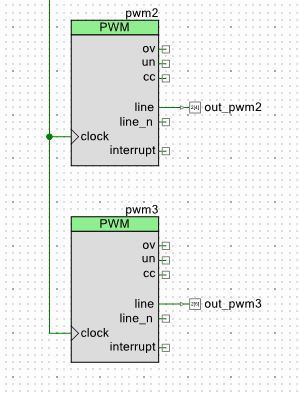 pwm2
PWM
ov
un
cc
line out_pwm2
line_n
clock
interrupt
pwm3
PWM
ov
un
cc
line out_pwm3
line_n
clock
interrupt